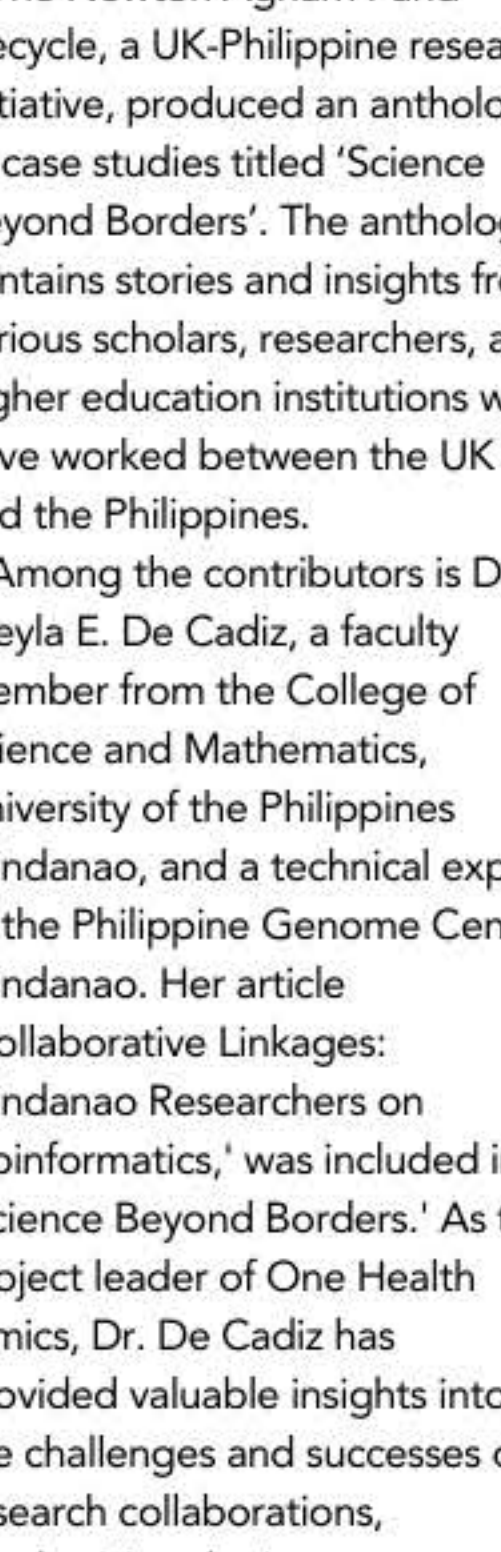 ecycle, a UK-Philippine resea
tiative, produced an antholo
case studies titled ‘Science
eyond Borders’. The antholog
ntains stories and insights fr
rious scholars, researchers, a
gher education institutions w
ve worked between the UK
d the Philippines.
Among the contributors is D
eyla E. De Cadiz, a faculty
ember from the College of
ience and Mathematics,
niversity of the Philippines
ndanao, and a technical exp
the Philippine Genome Cen
ndanao. Her article
ollaborative Linkages:
ndanao Researchers on
oinformatics,' was included i
cience Beyond Borders.' As t
oject leader of One Health
mics, Dr. De Cadiz has
ovided valuable insights into
e challenges and successes o
search collaborations,